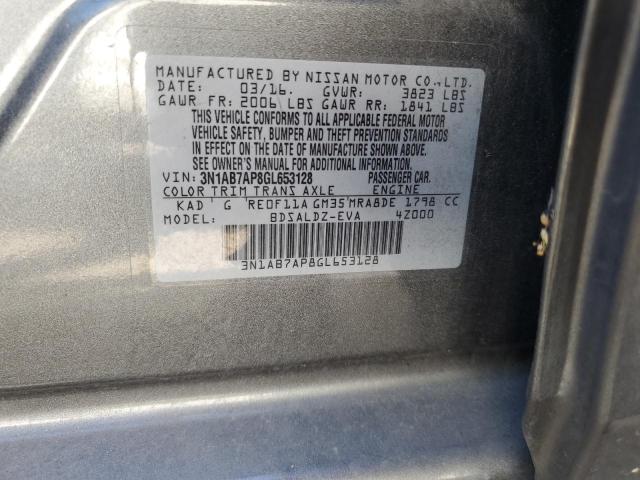 MANUFACTURED BY NISSAN MOTOR CO.,LTD.
DATE: 03/16. GVWR: 3823 LBS
GAWR FR: 2006 LBS GAWR RR: 1841 LBS
THIS VEHICLE CONFORMS TO ALL APPLICABLE FEDERAL MOTOR
VEHICLE SAFETY, BUMPER AND THEFT PREVENTION STANDARDS
IN EFFECT ON THE DATE OF MANUFACTURE SHOWN ABOVE.
SEE OWNER'S MANUAL FOR ADDITIONAL INFORMATION.
VIN: 3N1AB7AP8GL653128 PASSENGER CAR.
COLOR TRIM TRANS AXLE ENGINE
KAD ' G 'RE0F11A GM35'MRA8DE 1798 CC
MODEL: BDSALDZ-EVA 4Z000
3N1AB7AP8GL653128